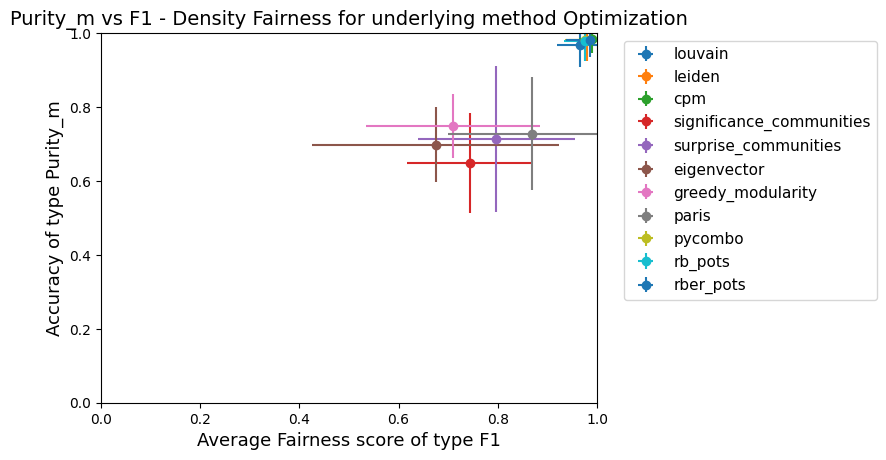 Purity_m vs F1 - Density Fairness for underlying method Optimization
Accuracy of type Purity_m
1.0
0.8
0.6
0.4
0.2
0.0
0.0 0.2 0.4 0.6 0.8 1.0
Average Fairness score of type F1
louvain
leiden
cpm
significance_communities
surprise_communities
eigenvector
greedy_modularity
paris
pycombo
rb_pots
rber_pots